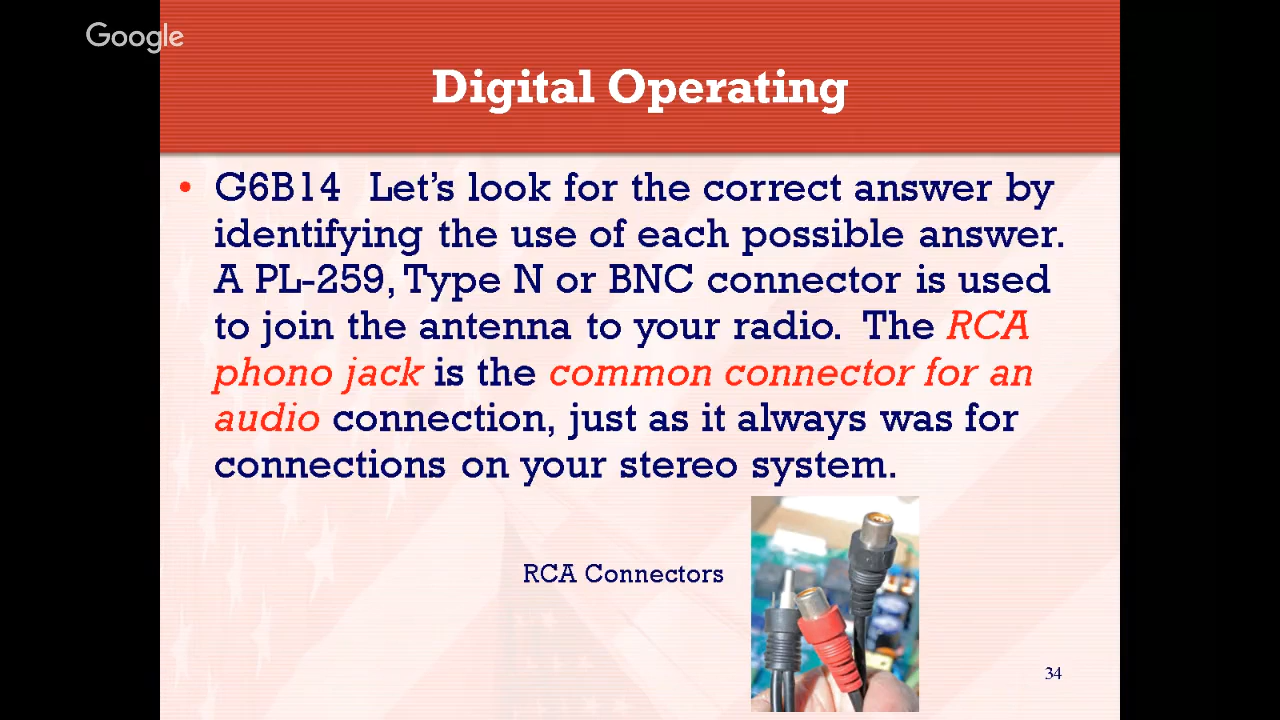 Google
Digital Operating
• G6B14 Let's look for the correct answer by
identifying the use of each possible answer.
A PL-259, Type N or BNC connector is used
to join the antenna to your radio. The RCA
phono jack is the common connector for an
audio connection, just as it always was for
connections on your stereo system.
RCA Connectors
34